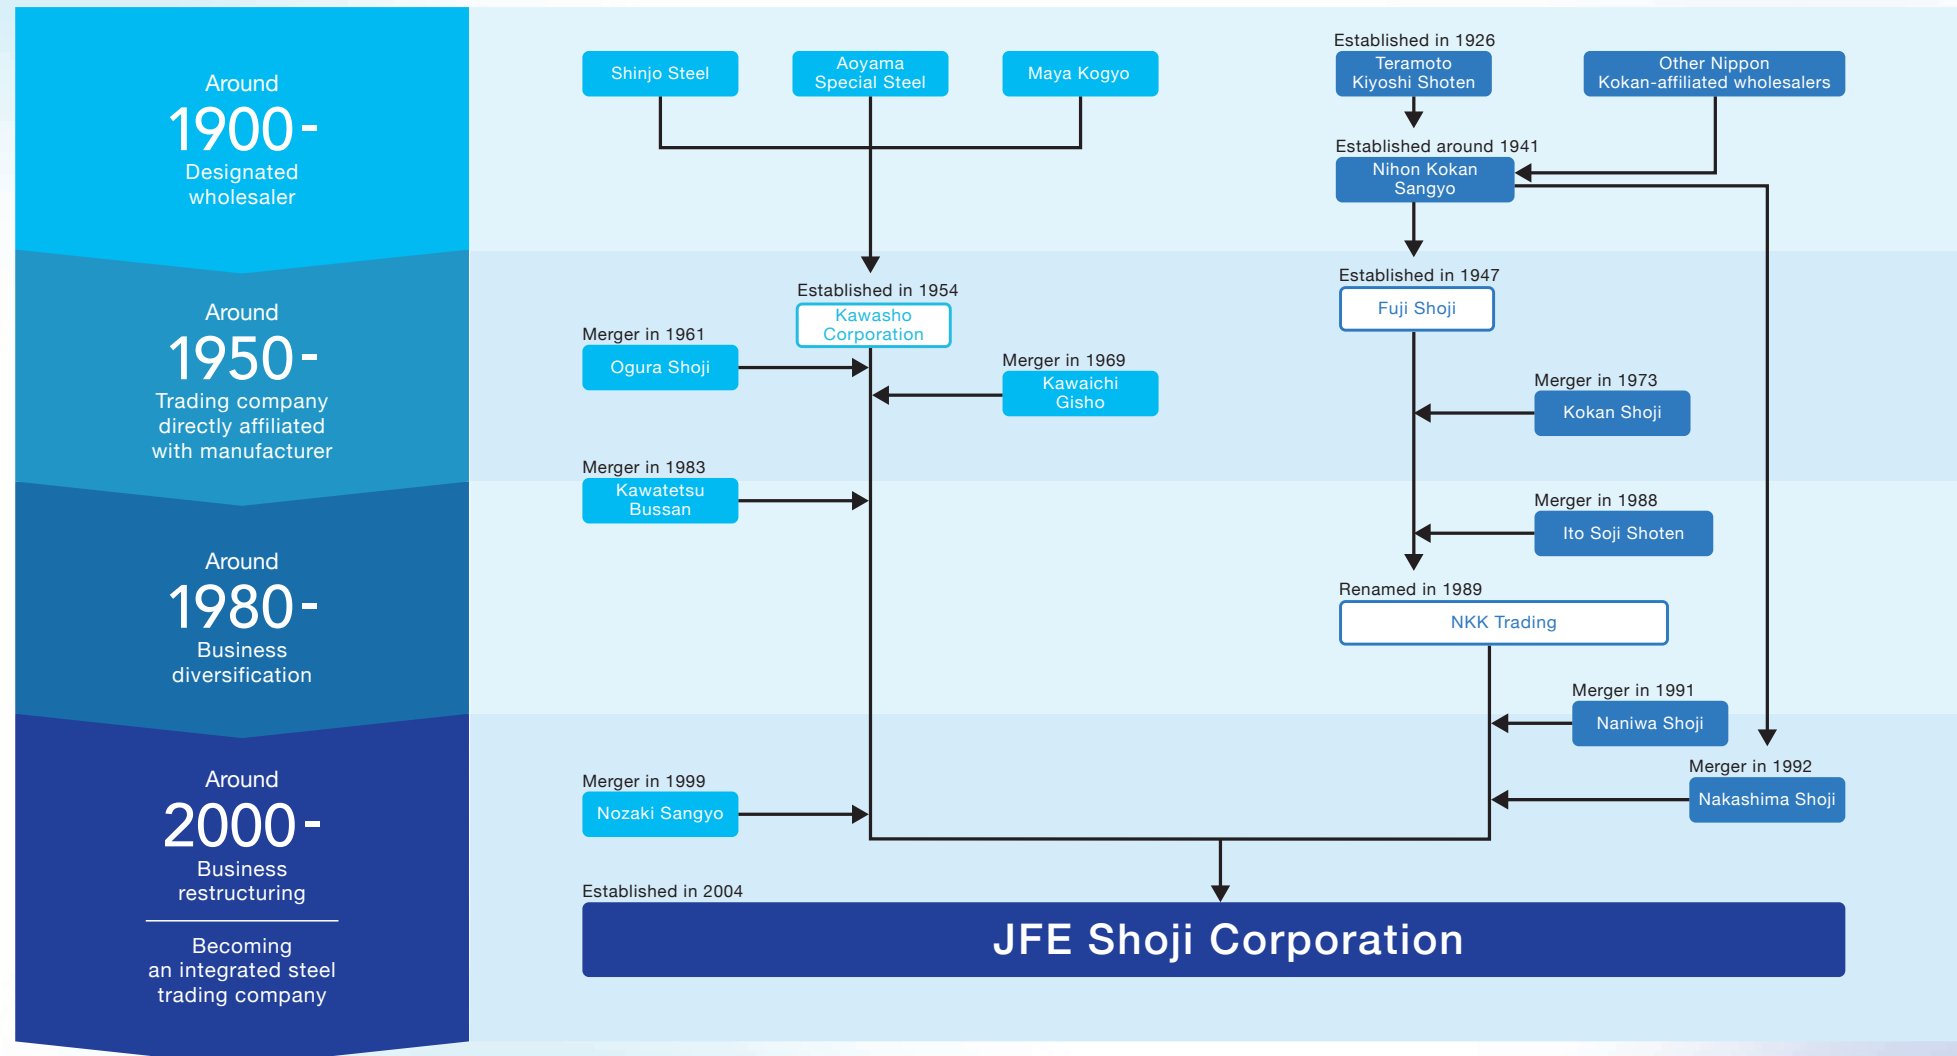 Around
1900-
Designated
wholesaler
Around
1950-
Trading company
directly affiliated
with manufacturer
Around
1980-
Business
diversification
Around
2000-
Business
restructuring
Becoming
an integrated steel
trading company
Shinjo Steel
Aoyama
Special Steel
Maya Kogyo
Established in 1926
Teramoto
Kiyoshi Shoten
Other Nippon
Kokan-affiliated wholesalers
Established around 1941
Nihon Kokan
Sangyo
Established in 1954
Kawasho
Corporation
Established in 1947
Fuji Shoji
Merger in 1961
Ogura Shoji
Merger in 1969
Kawaichi
Gisho
Merger in 1973
Kokan Shoji
Merger in 1983
Kawatetsu
Bussan
Merger in 1988
Ito Soji Shoten
Renamed in 1989
NKK Trading
Merger in 1991
Naniwa Shoji
Merger in 1992
Nakashima Shoji
Merger in 1999
Nozaki Sangyo
Established in 2004
JFE Shoji Corporation